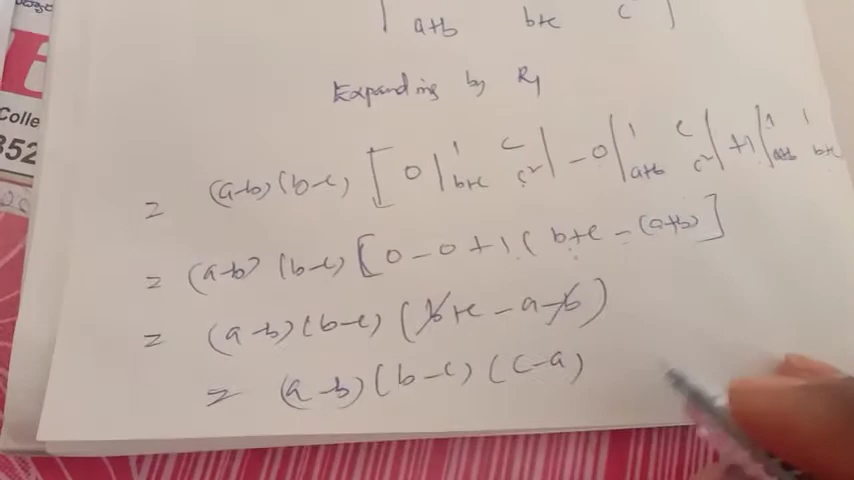 a+b b+c c
Expanding by R1
= (a-b)(b-c) [ 0 | 1 c b+c c² | - 0 | 1 c a+b c² | +1 | 1 1 a+b b+c
= (a-b) (b-c) [ 0 - 0 + 1 ( b+c - (a+b) ]
= (a-b)(b-c) ( b+c - a - b )
= (a-b)(b-c)(c-a)
Colle
352